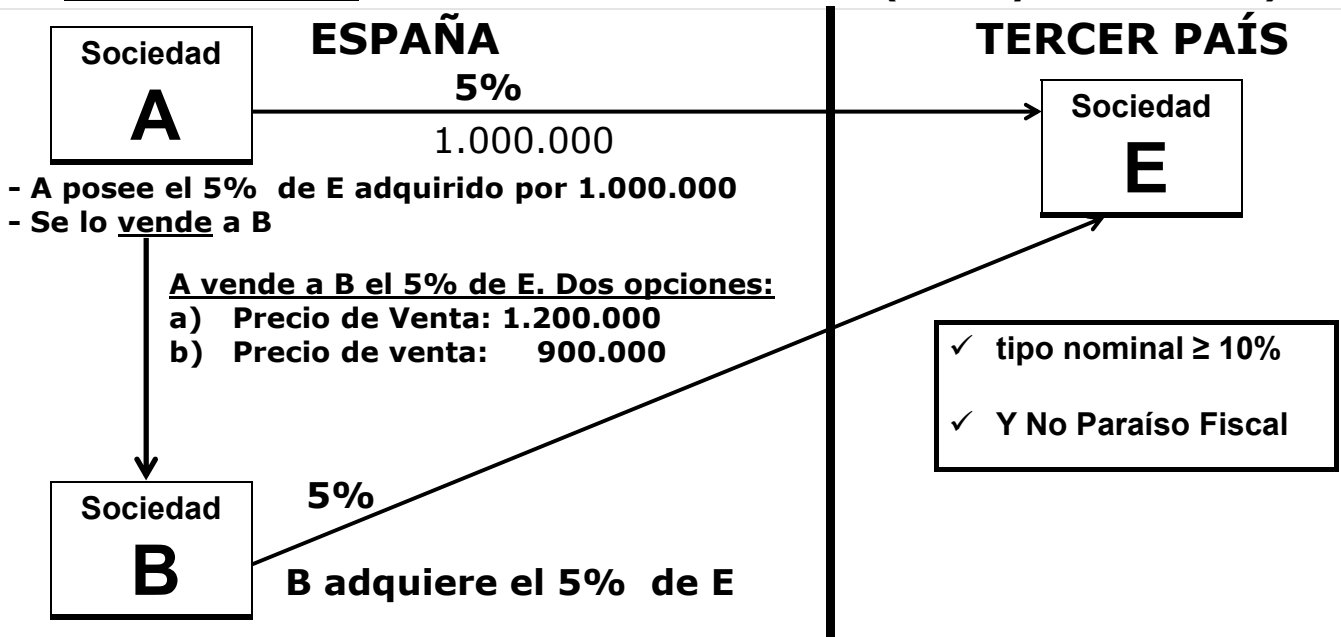 ESPAÑA
TERCER PAÍS
Sociedad
A
5%
1.000.000
Sociedad
E
- A posee el 5% de E adquirido por 1.000.000
- Se lo vende a B
A vende a B el 5% de E. Dos opciones:
a) Precio de Venta: 1.200.000
b) Precio de venta: 900.000
✓ tipo nominal ≥ 10%
✓ Y No Paraíso Fiscal
Sociedad
B
5%
B adquiere el 5% de E